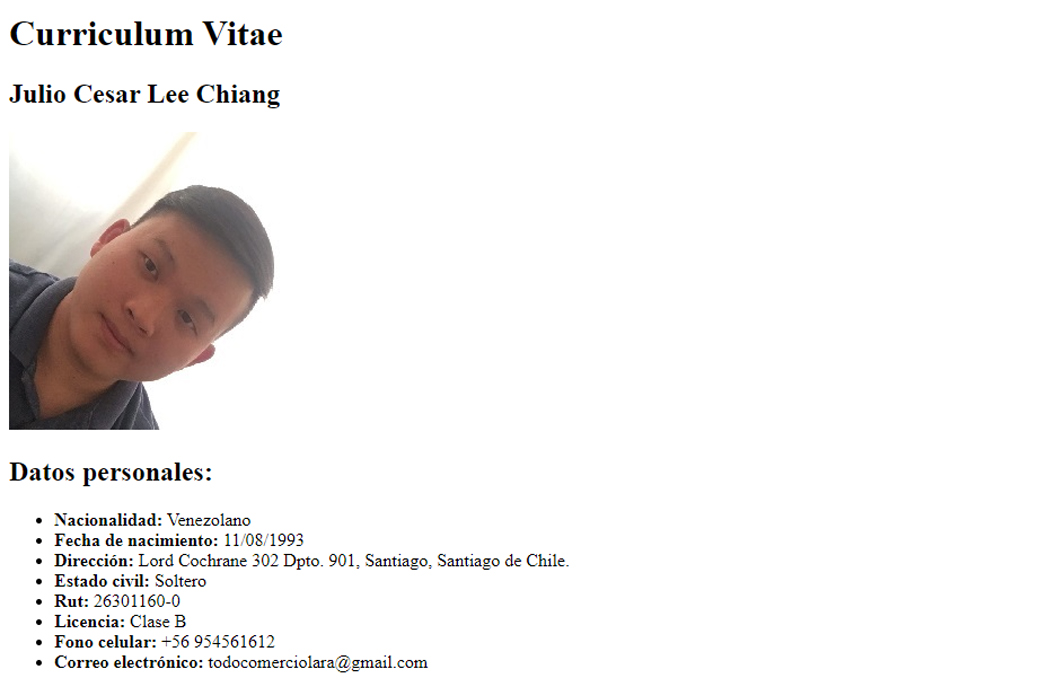 Curriculum Vitae
Julio Cesar Lee Chiang
Datos personales:
Nacionalidad: Venezolano
Fecha de nacimiento: 11/08/1993
Dirección: Lord Cochrane 302 Dpto. 901, Santiago, Santiago de Chile.
Estado civil: Soltero
Rut: 26301160-0
Licencia: Clase B
Fono celular: +56 954561612
Correo electrónico: todocomerciolara@gmail.com